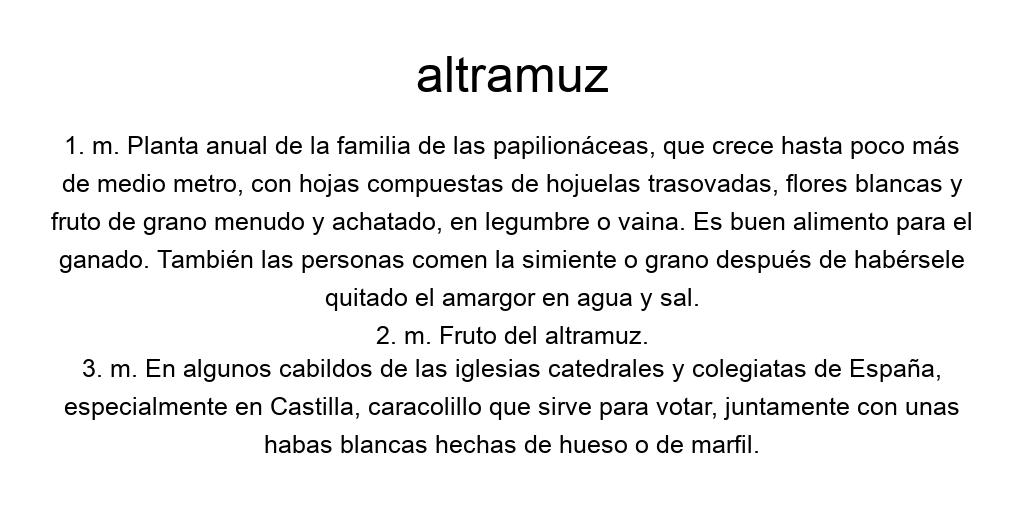 altramuz
1. m. Planta anual de la familia de las papilionáceas, que crece hasta poco más
de medio metro, con hojas compuestas de hojuelas trasovadas, flores blancas y
fruto de grano menudo y achatado, en legumbre o vaina. Es buen alimento para el
ganado. También las personas comen la simiente o grano después de habérsele
quitado el amargor en agua y sal.
2. m. Fruto del altramuz.
3. m. En algunos cabildos de las iglesias catedrales y colegiatas de España,
especialmente en Castilla, caracolillo que sirve para votar, juntamente con unas
habas blancas hechas de hueso o de marfil.